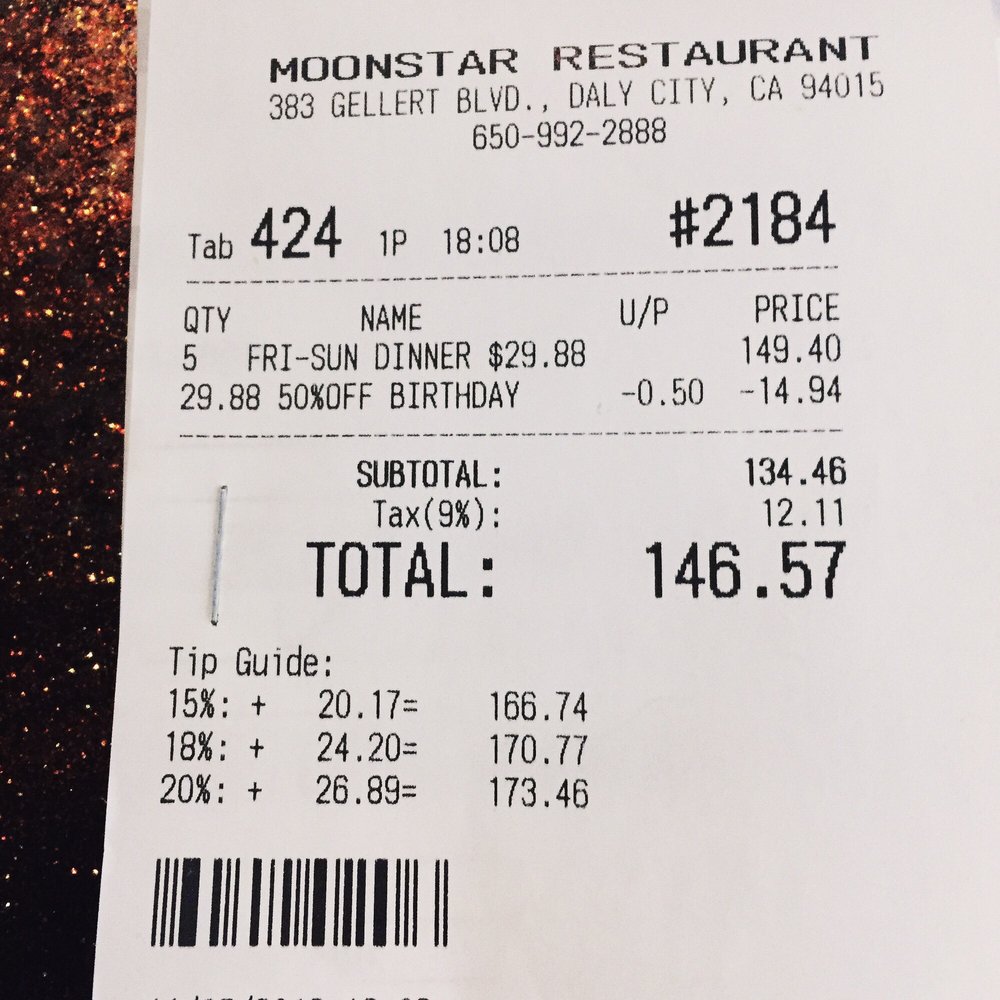 MOONSTAR RESTAURANT
383 GELLERT BLVD., DALY CITY, CA 94015
650-992-2888
Tab 424 1P 18:08 #2184
QTY NAME U/P PRICE
5 FRI-SUN DINNER $29.88 149.40
29.88 50%OFF BIRTHDAY -0.50 -14.94
SUBTOTAL: 134.46
Tax(9%): 12.11
TOTAL: 146.57
Tip Guide:
15%: + 20.17= 166.74
18%: + 24.20= 170.77
20%: + 26.89= 173.46